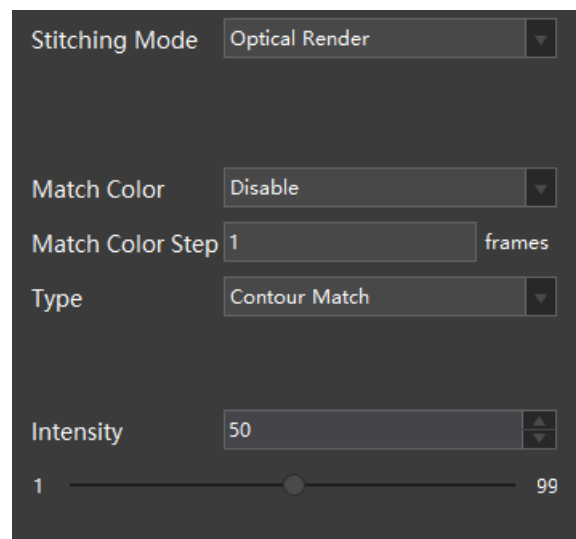 Stitching Mode Optical Render
Match Color Disable
Match Color Step 1 frames
Type Contour Match
Intensity 50
1 99